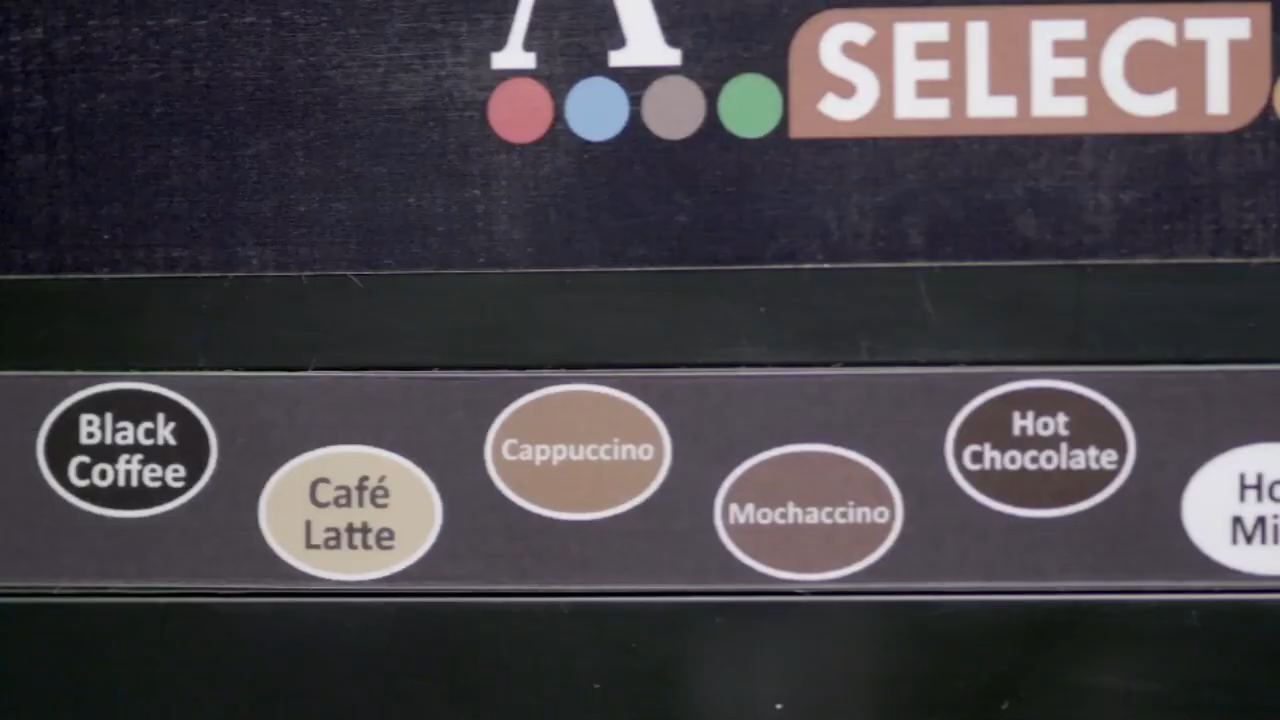 SELECT
Black
Coffee
Café
Latte
Cappuccino
Mochaccino
Hot
Chocolate